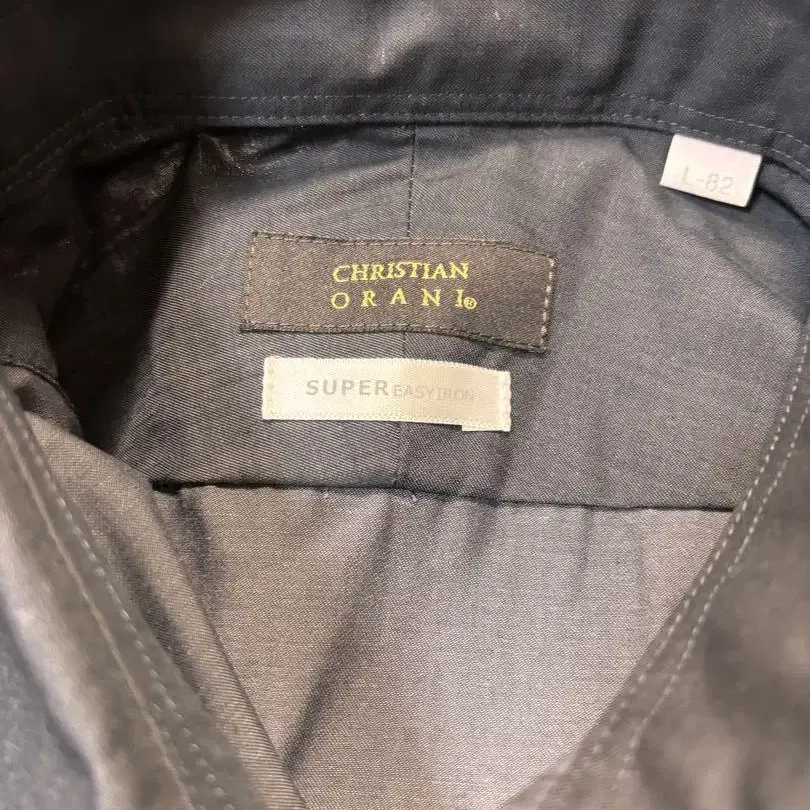 L-82
CHRISTIAN
ORANI®
SUPER EASY IRON